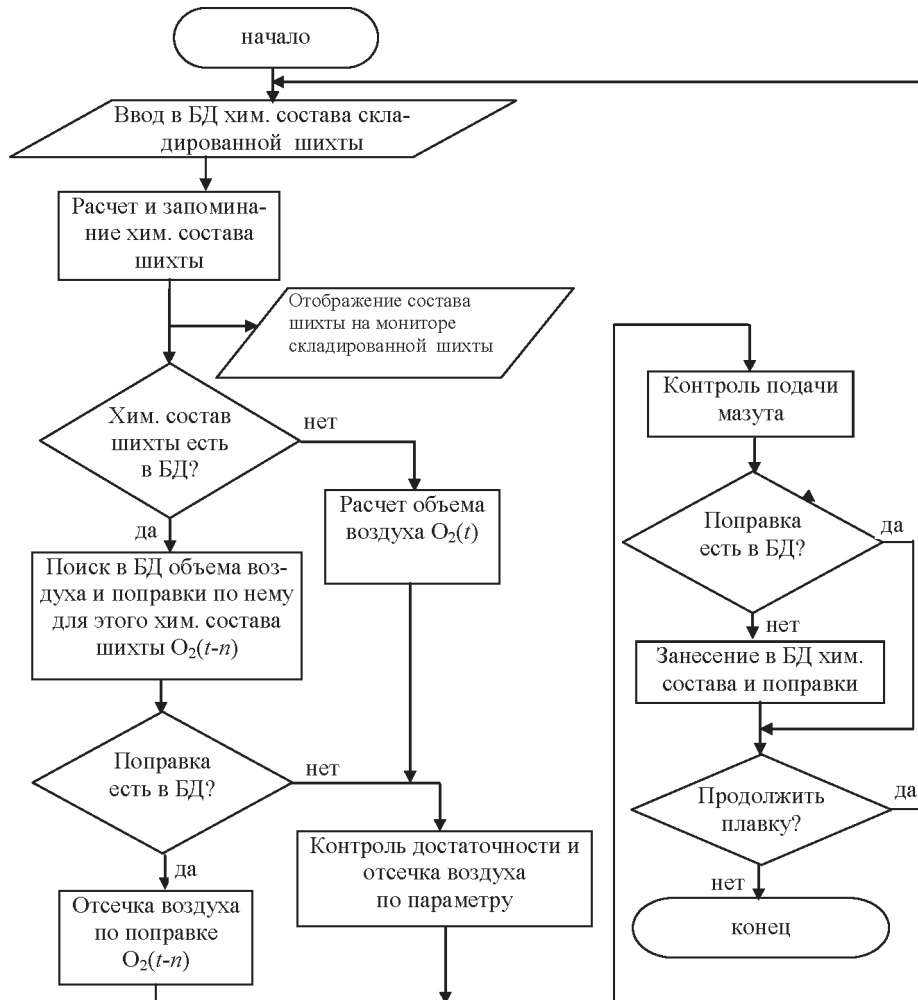 начало
Ввод в БД хим. состава скла-
дированной шихты
Расчет и запомина-
ние хим. состава
шихты
Отображение состава
шихты на мониторе
складированной шихты
Хим. состав
шихты есть
в БД?
нет
да
Расчет объема
воздуха O₂(t)
Поиск в БД объема воз-
духа и поправки по нему
для этого хим. состава
шихты O₂(t-n)
Поправка
есть в БД?
нет
да
Контроль достаточности и
отсечка воздуха
по параметру
Отсечка воздуха
по поправке
O₂(t-n)
Контроль подачи
мазута
Поправка
есть в БД?
да
нет
Занесение в БД хим.
состава и поправки
Продолжить
плавку?
да
нет
конец